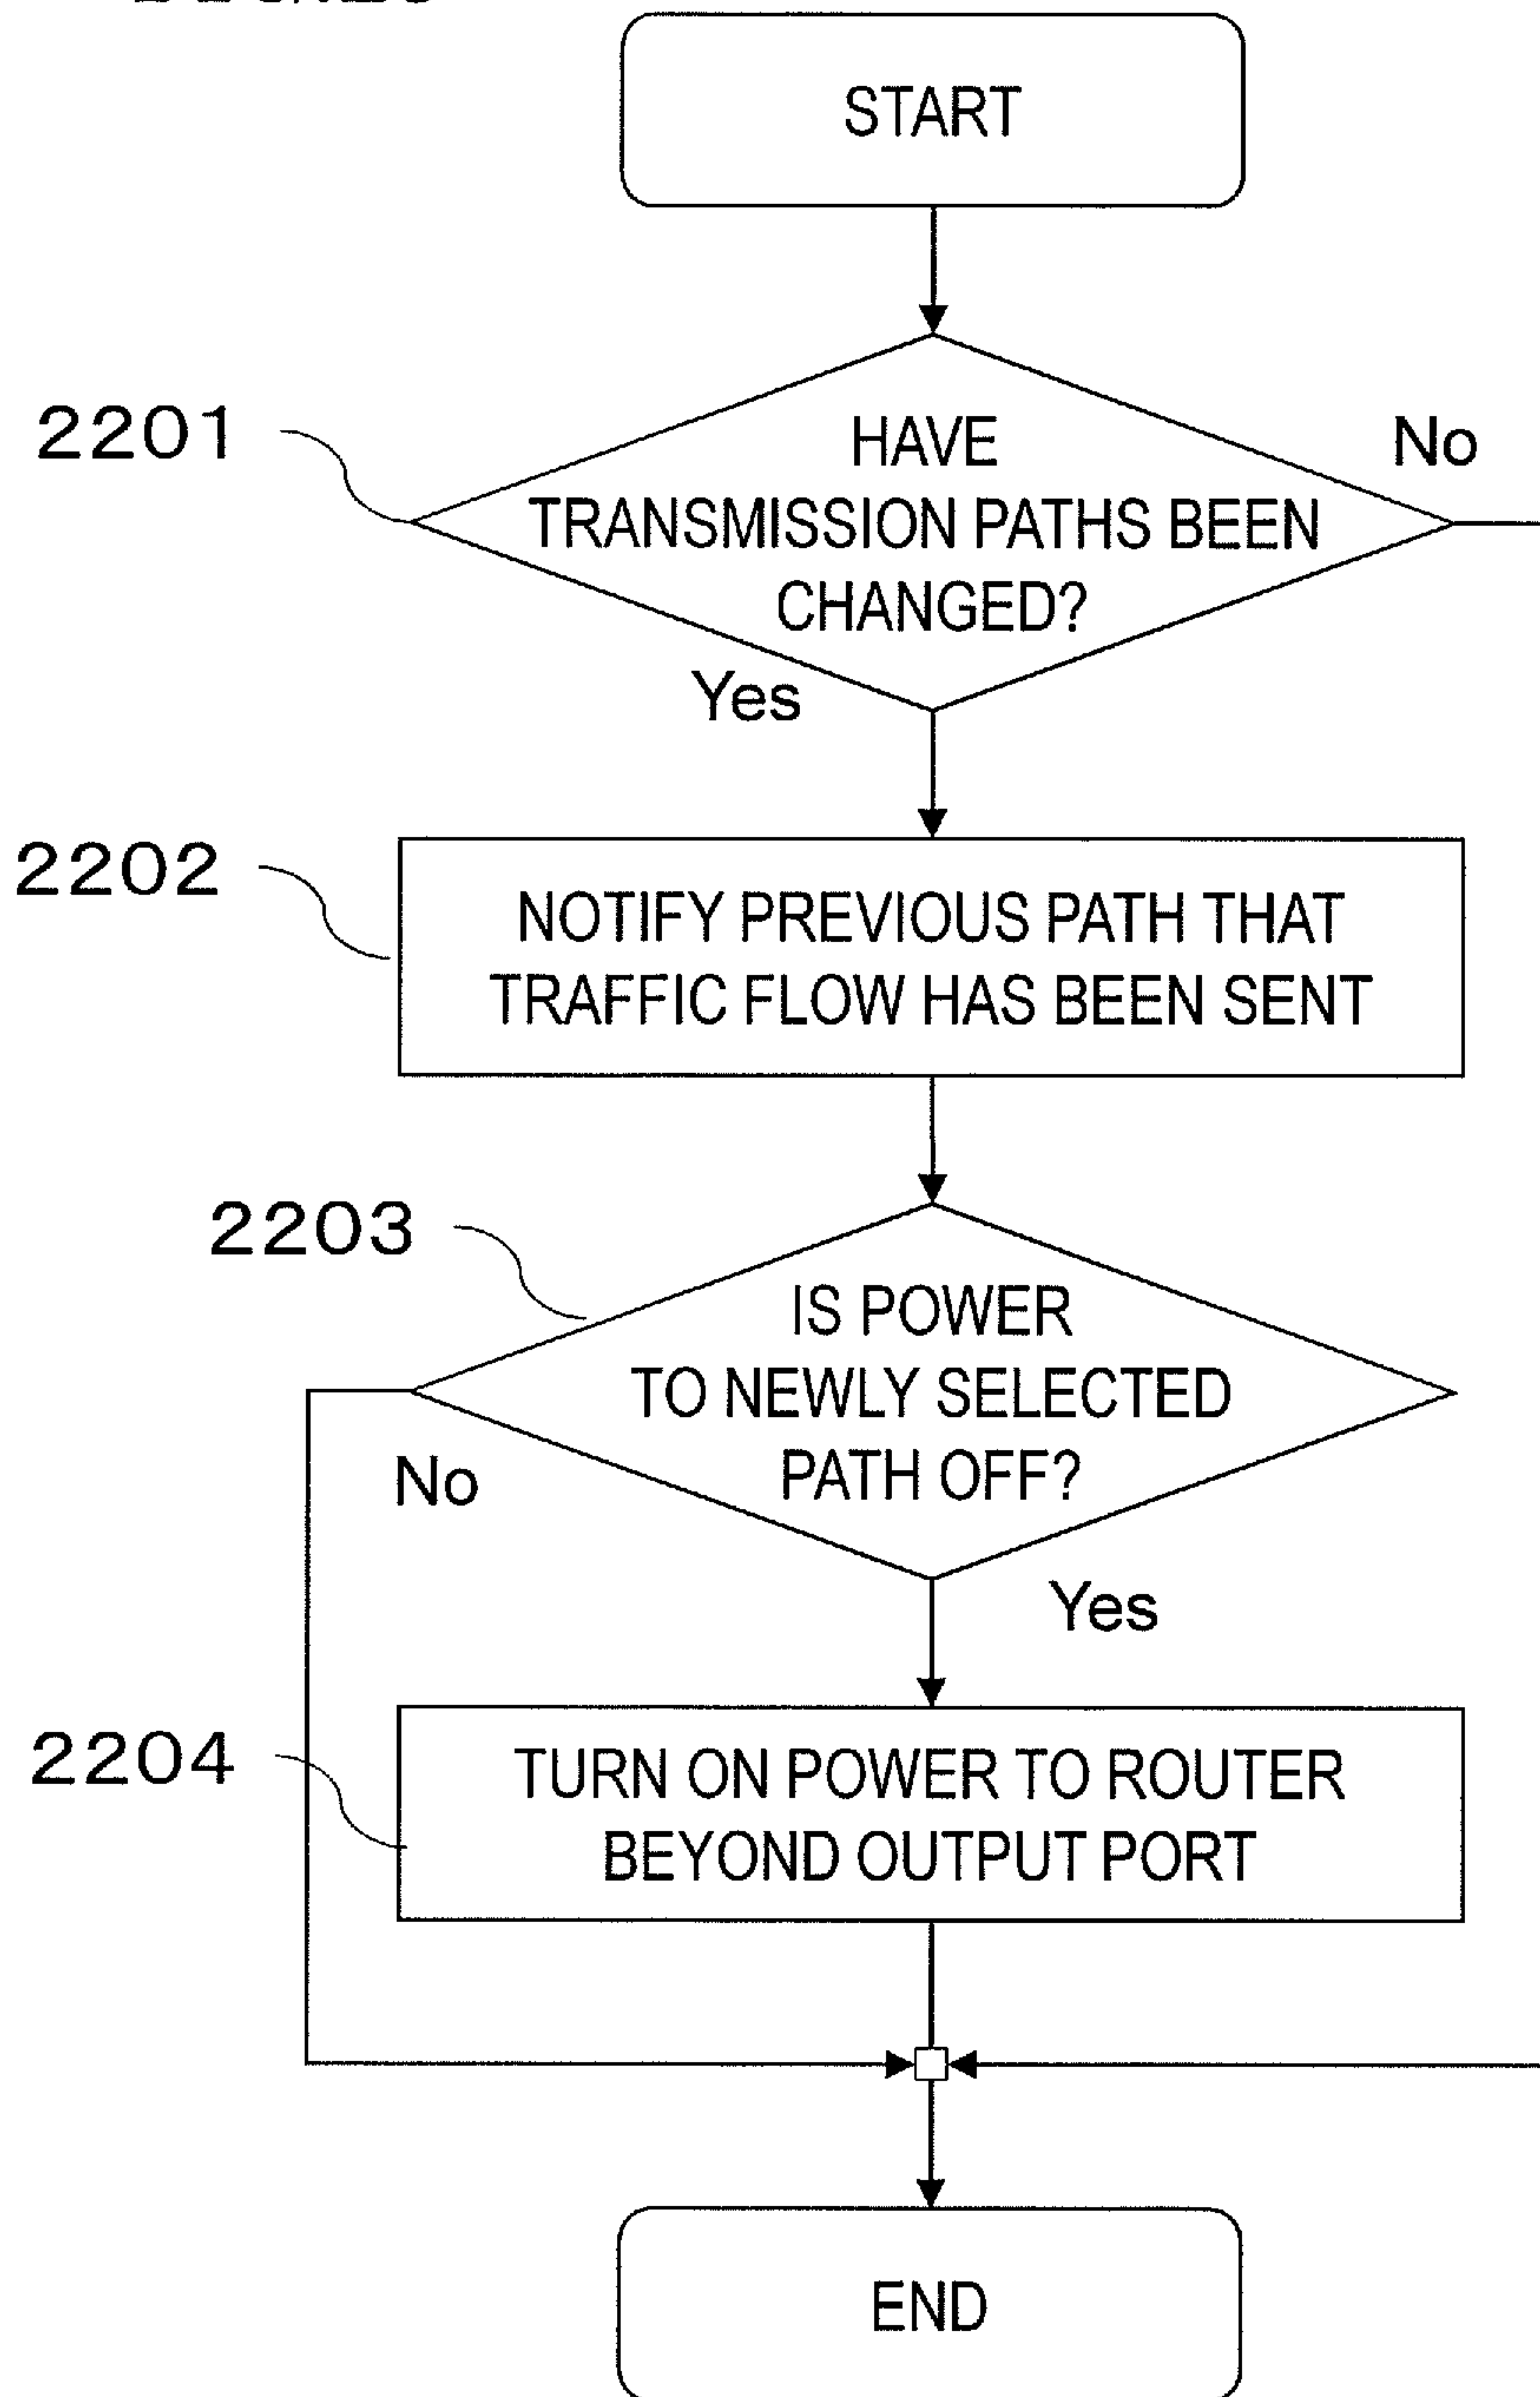 START
2201
HAVE
TRANSMISSION PATHS BEEN
CHANGED?
No
Yes
2202
NOTIFY PREVIOUS PATH THAT
TRAFFIC FLOW HAS BEEN SENT
2203
IS POWER
TO NEWLY SELECTED
PATH OFF?
No
Yes
2204
TURN ON POWER TO ROUTER
BEYOND OUTPUT PORT
END